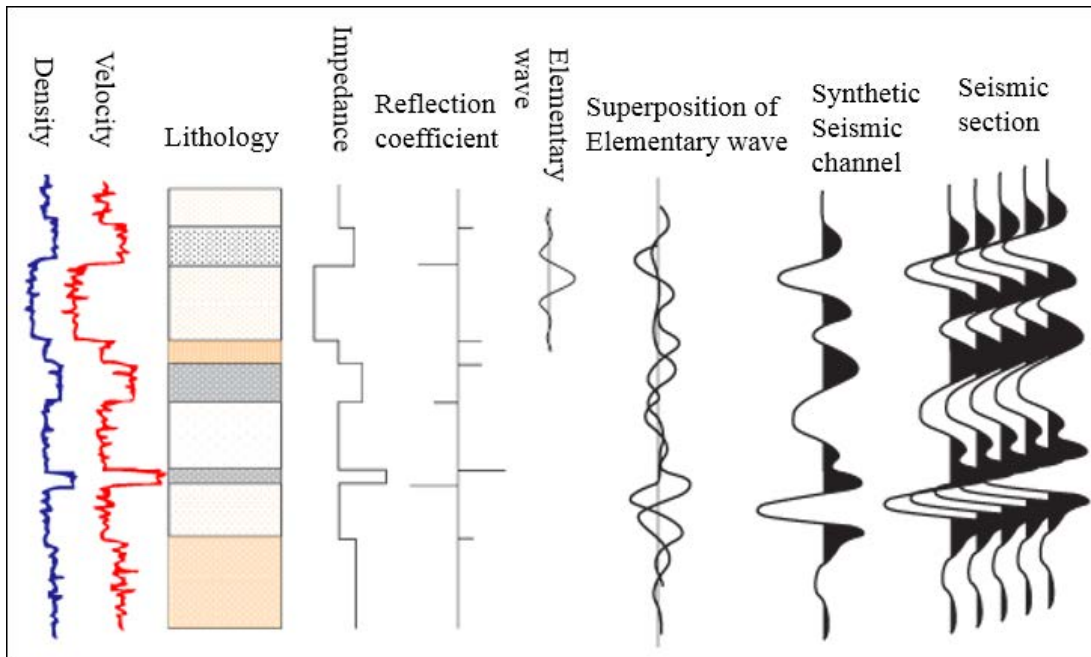 Density
Velocity
Lithology
Impedance
Reflection
coefficient
Elementary
wave
Superposition of
Elementary wave
Synthetic
Seismic
channel
Seismic
section